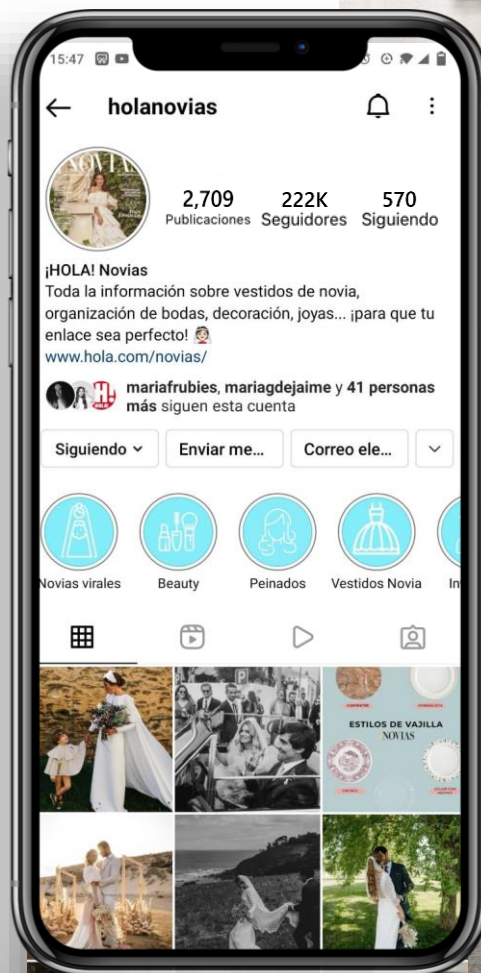 15:47
holanovias
NOVIAS
2,709
222K
570
Publicaciones
Seguidores
Siguiendo
¡HOLA! Novias
Toda la información sobre vestidos de novia,
organización de bodas, decoración, joyas... ¡para que tu
enlace sea perfecto!
www.hola.com/novias/
mariafrubies, mariagdejaime y 41 personas
más siguen esta cuenta
Siguiendo
Enviar me...
Correo ele...
Novias virales
Beauty
Peinados
Vestidos Novia
ESTILOS DE VAJILLA
NOVIAS